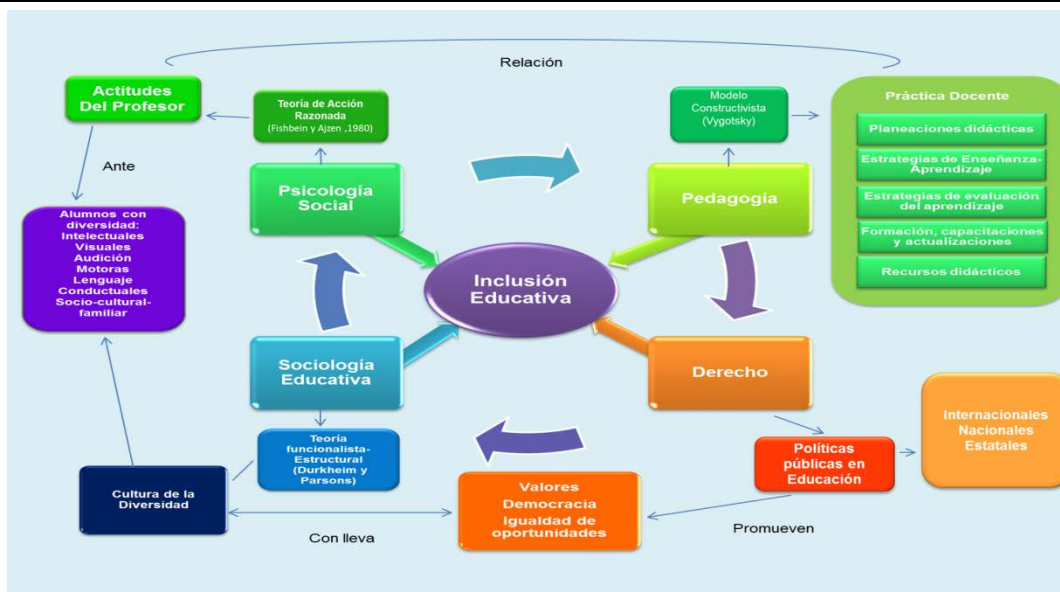 Relación
Actitudes
Del Profesor
Teoría de Acción
Razonada
(Fishbein y Ajzen ,1980)
Modelo
Constructivista
(Vygotsky)
Práctica Docente
Planeaciones didácticas
Estrategias de Enseñanza-
Aprendizaje
Estrategias de evaluación
del aprendizaje
Formación, capacitaciones
y actualizaciones
Recursos didácticos
Ante
Psicología
Social
Pedagogía
Alumnos con
diversidad:
Intelectuales
Visuales
Audición
Motoras
Lenguaje
Conductuales
Socio-cultural-
familiar
Inclusión
Educativa
Sociología
Educativa
Derecho
Internacionales
Nacionales
Estatales
Teoría
funcionalista-
Estructural
(Durkheim y
Parsons)
Políticas
públicas en
Educación
Cultura de la
Diversidad
Valores
Democracia
Igualdad de
oportunidades
Con lleva
Promueven